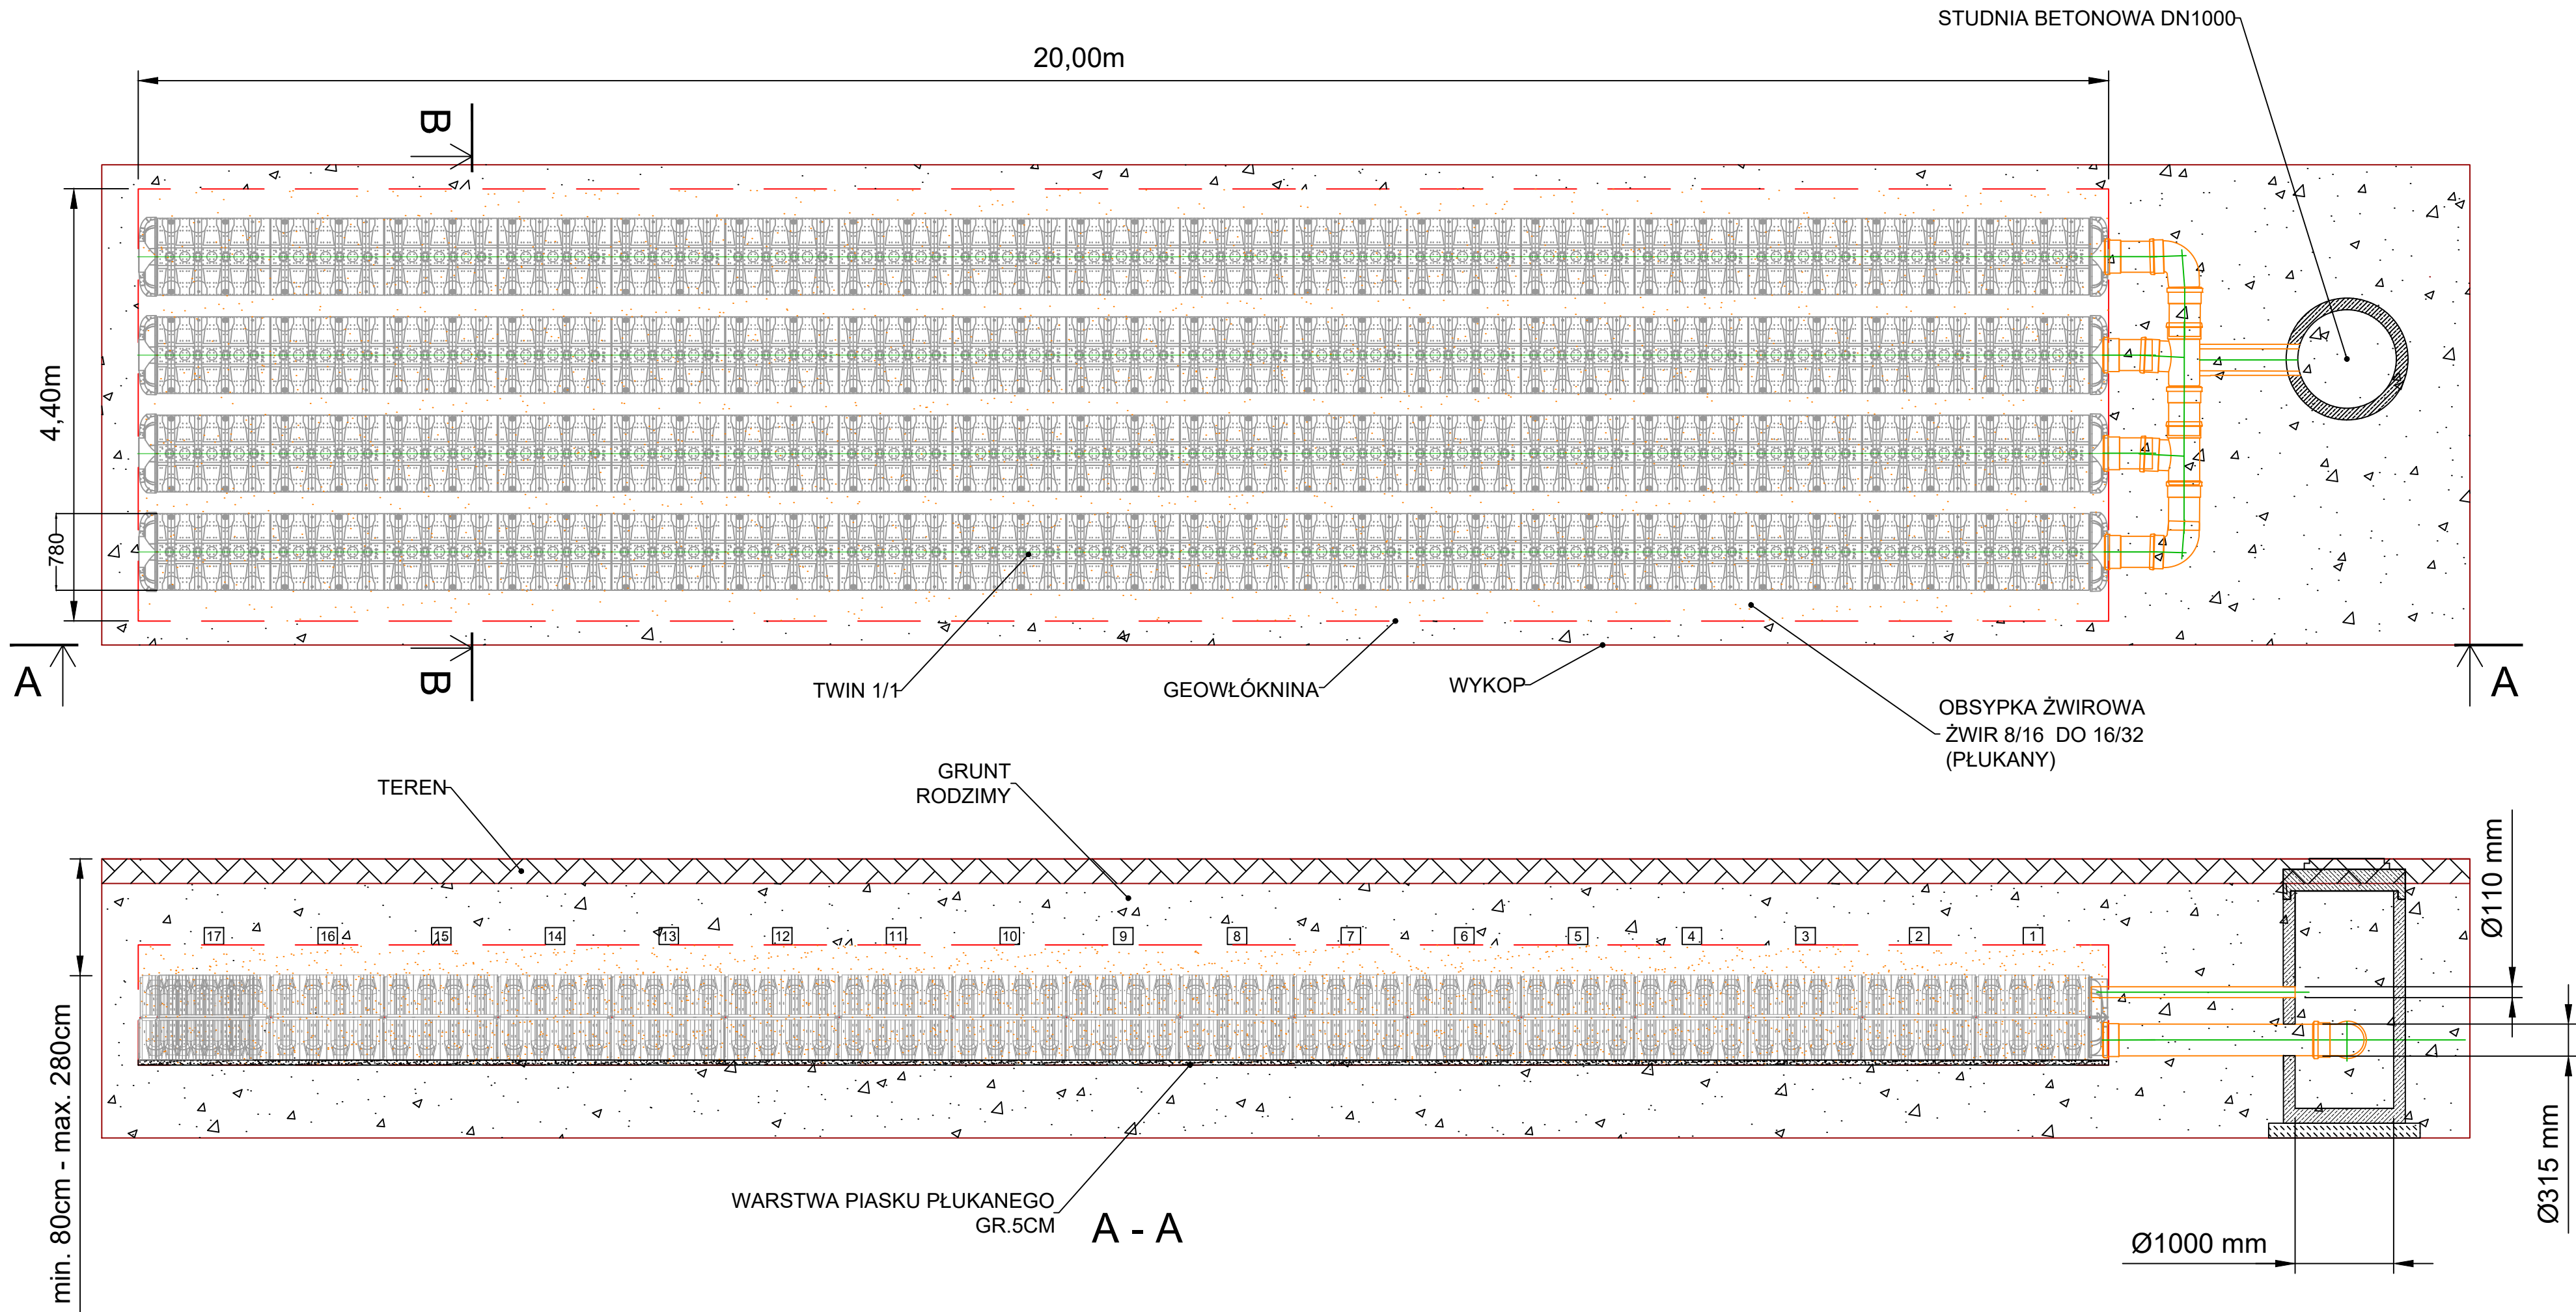 STUDNIA BETONOWA DN1000
20,00m
B
4,40m
780
A
B
TWIN 1/1
GEOWŁÓKNINA
WYKOP
A
OBSYPKA ŻWIROWA
ŻWIR 8/16 DO 16/32
(PŁUKANY)
TEREN
GRUNT
RODZIMY
17 16 15 14 13 12 11 10 9 8 7 6 5 4 3 2 1
Ø110 mm
min. 80cm - max. 280cm
WARSTWA PIASKU PŁUKANEGO
GR.5CM
A - A
Ø1000 mm
Ø315 mm